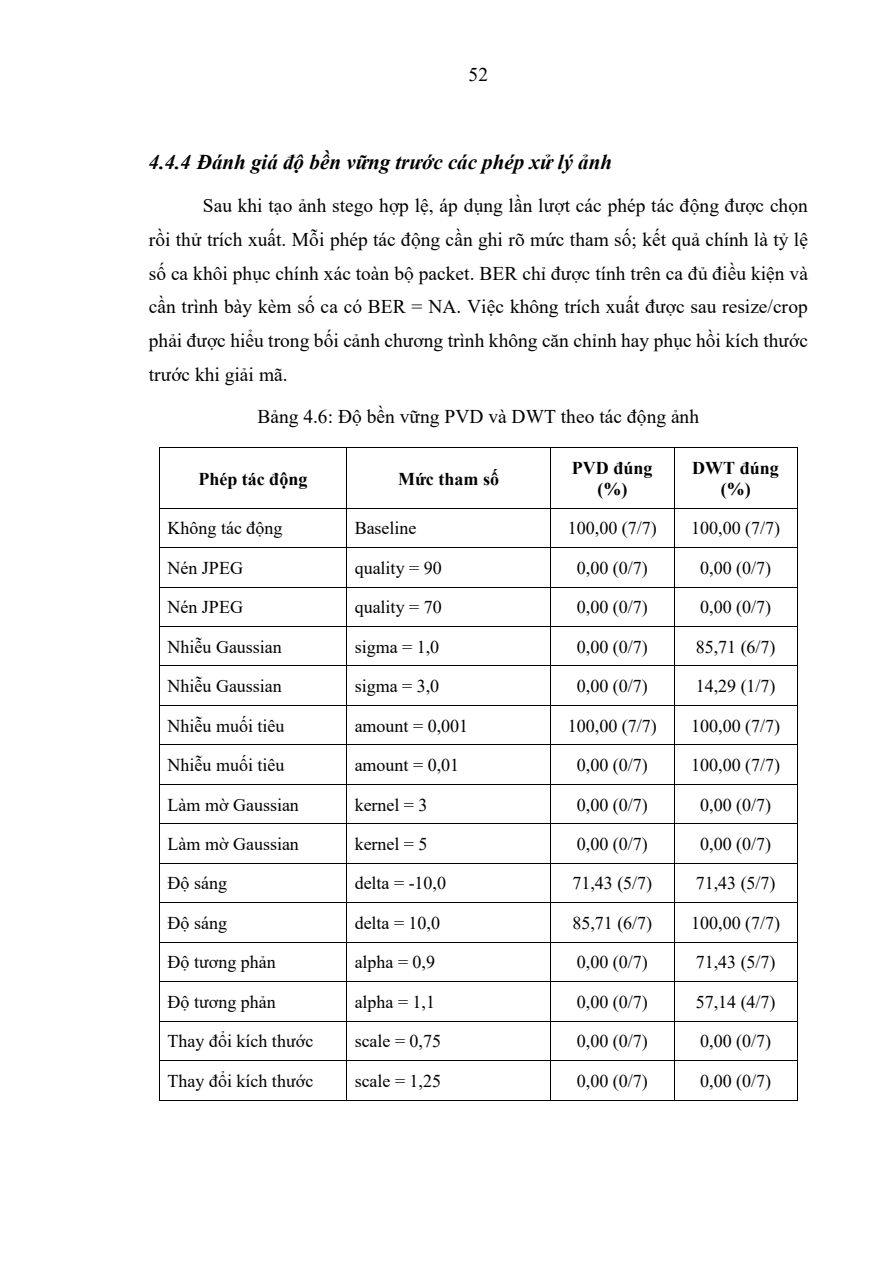 52
4.4.4 Đánh giá độ bền vững trước các phép xử lý ảnh
Sau khi tạo ảnh stego hợp lệ, áp dụng lần lượt các phép tác động được chọn
rồi thử trích xuất. Mỗi phép tác động cần ghi rõ mức tham số; kết quả chính là tỷ lệ
số ca khôi phục chính xác toàn bộ packet. BER chỉ được tính trên ca đủ điều kiện và
cần trình bày kèm số ca có BER = NA. Việc không trích xuất được sau resize/crop
phải được hiểu trong bối cảnh chương trình không căn chỉnh hay phục hồi kích thước
trước khi giải mã.
Bảng 4.6: Độ bền vững PVD và DWT theo tác động ảnh
Phép tác động Mức tham số PVD đúng (%) DWT đúng (%)
Không tác động Baseline 100,00 (7/7) 100,00 (7/7)
Nén JPEG quality = 90 0,00 (0/7) 0,00 (0/7)
Nén JPEG quality = 70 0,00 (0/7) 0,00 (0/7)
Nhiễu Gaussian sigma = 1,0 0,00 (0/7) 85,71 (6/7)
Nhiễu Gaussian sigma = 3,0 0,00 (0/7) 14,29 (1/7)
Nhiễu muối tiêu amount = 0,001 100,00 (7/7) 100,00 (7/7)
Nhiễu muối tiêu amount = 0,01 0,00 (0/7) 100,00 (7/7)
Làm mờ Gaussian kernel = 3 0,00 (0/7) 0,00 (0/7)
Làm mờ Gaussian kernel = 5 0,00 (0/7) 0,00 (0/7)
Độ sáng delta = -10,0 71,43 (5/7) 71,43 (5/7)
Độ sáng delta = 10,0 85,71 (6/7) 100,00 (7/7)
Độ tương phản alpha = 0,9 0,00 (0/7) 71,43 (5/7)
Độ tương phản alpha = 1,1 0,00 (0/7) 57,14 (4/7)
Thay đổi kích thước scale = 0,75 0,00 (0/7) 0,00 (0/7)
Thay đổi kích thước scale = 1,25 0,00 (0/7) 0,00 (0/7)